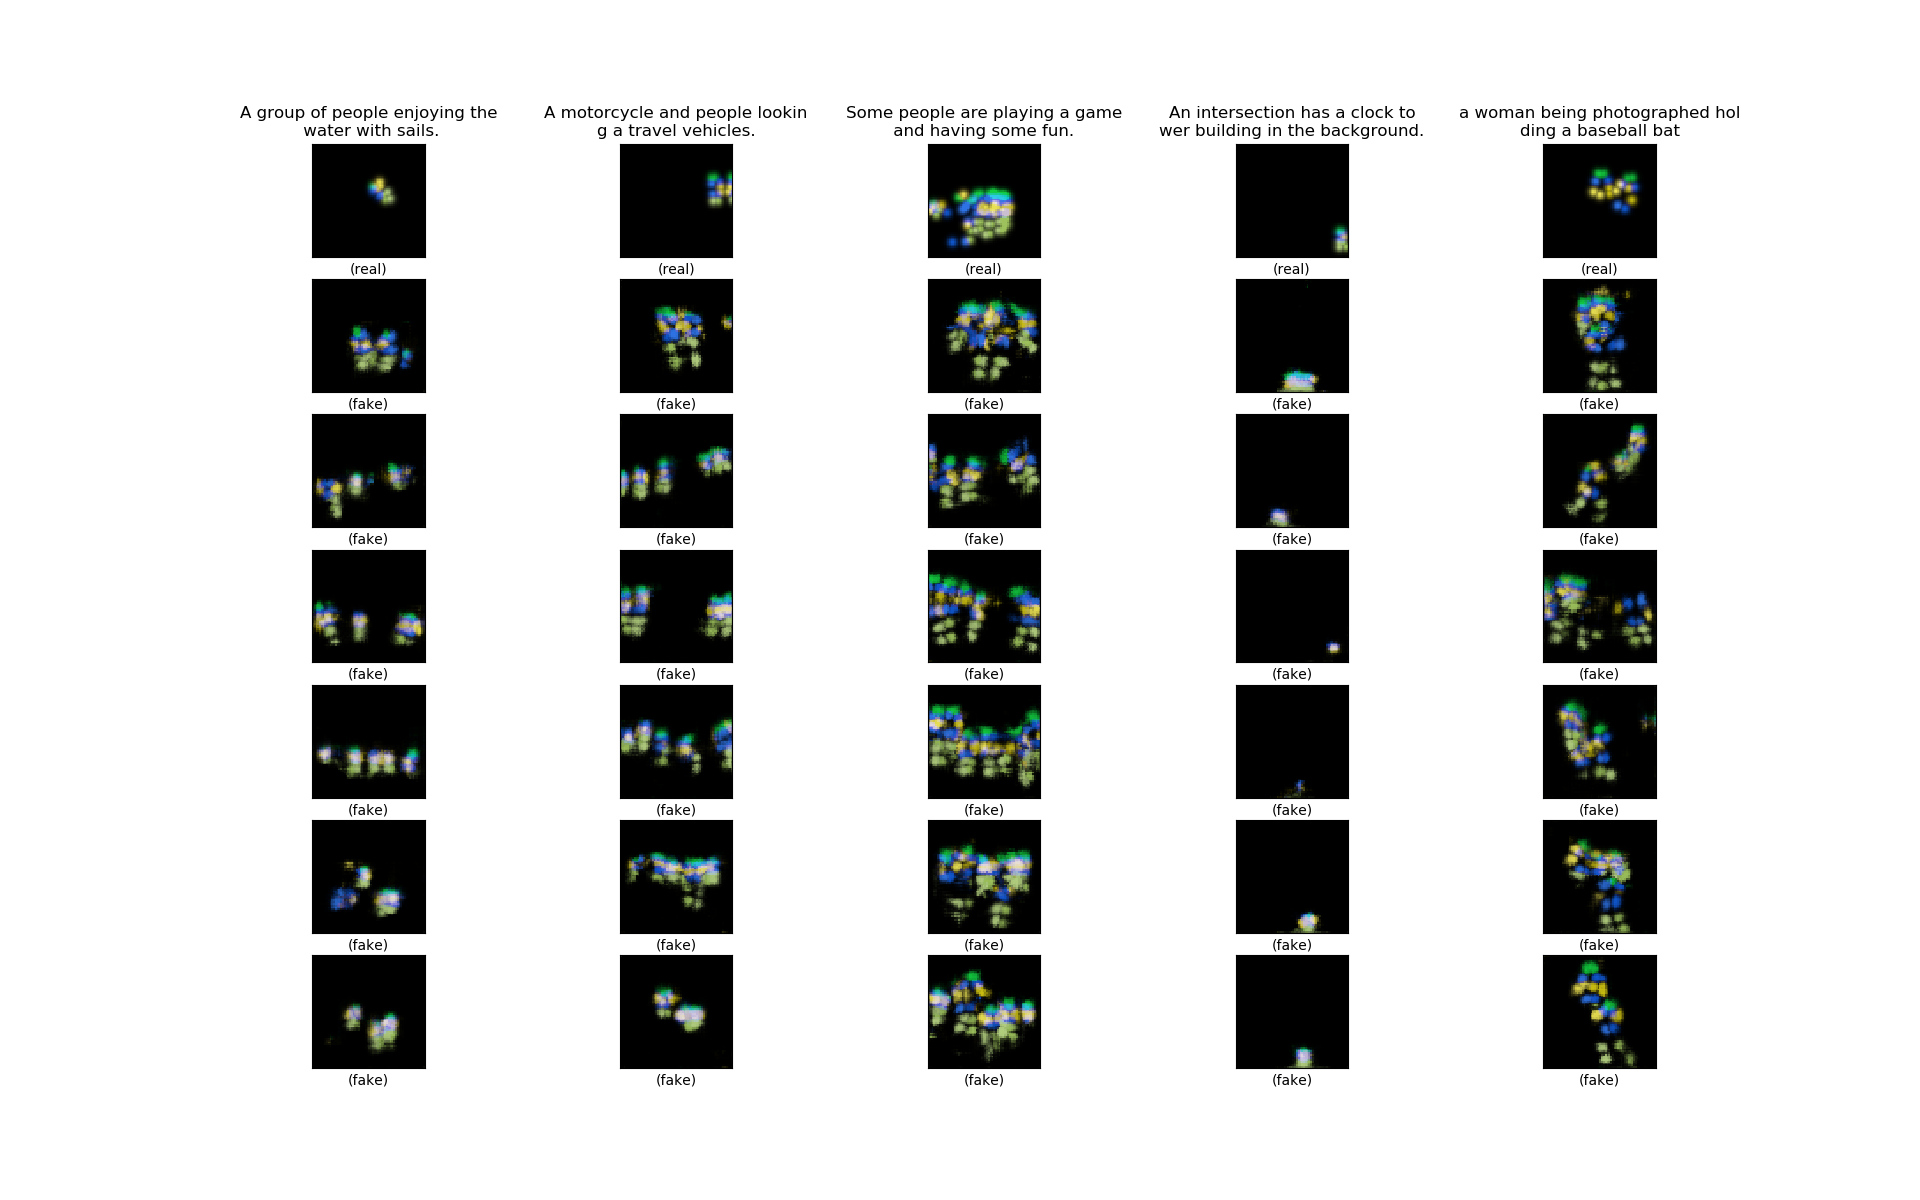 A group of people enjoying the
water with sails.
A motorcycle and people lookin
g a travel vehicles.
Some people are playing a game
and having some fun.
An intersection has a clock to
wer building in the background.
a woman being photographed hol
ding a baseball bat
(real) (real) (real) (real) (real)
(fake) (fake) (fake) (fake) (fake)
(fake) (fake) (fake) (fake) (fake)
(fake) (fake) (fake) (fake) (fake)
(fake) (fake) (fake) (fake) (fake)
(fake) (fake) (fake) (fake) (fake)
(fake) (fake) (fake) (fake) (fake)